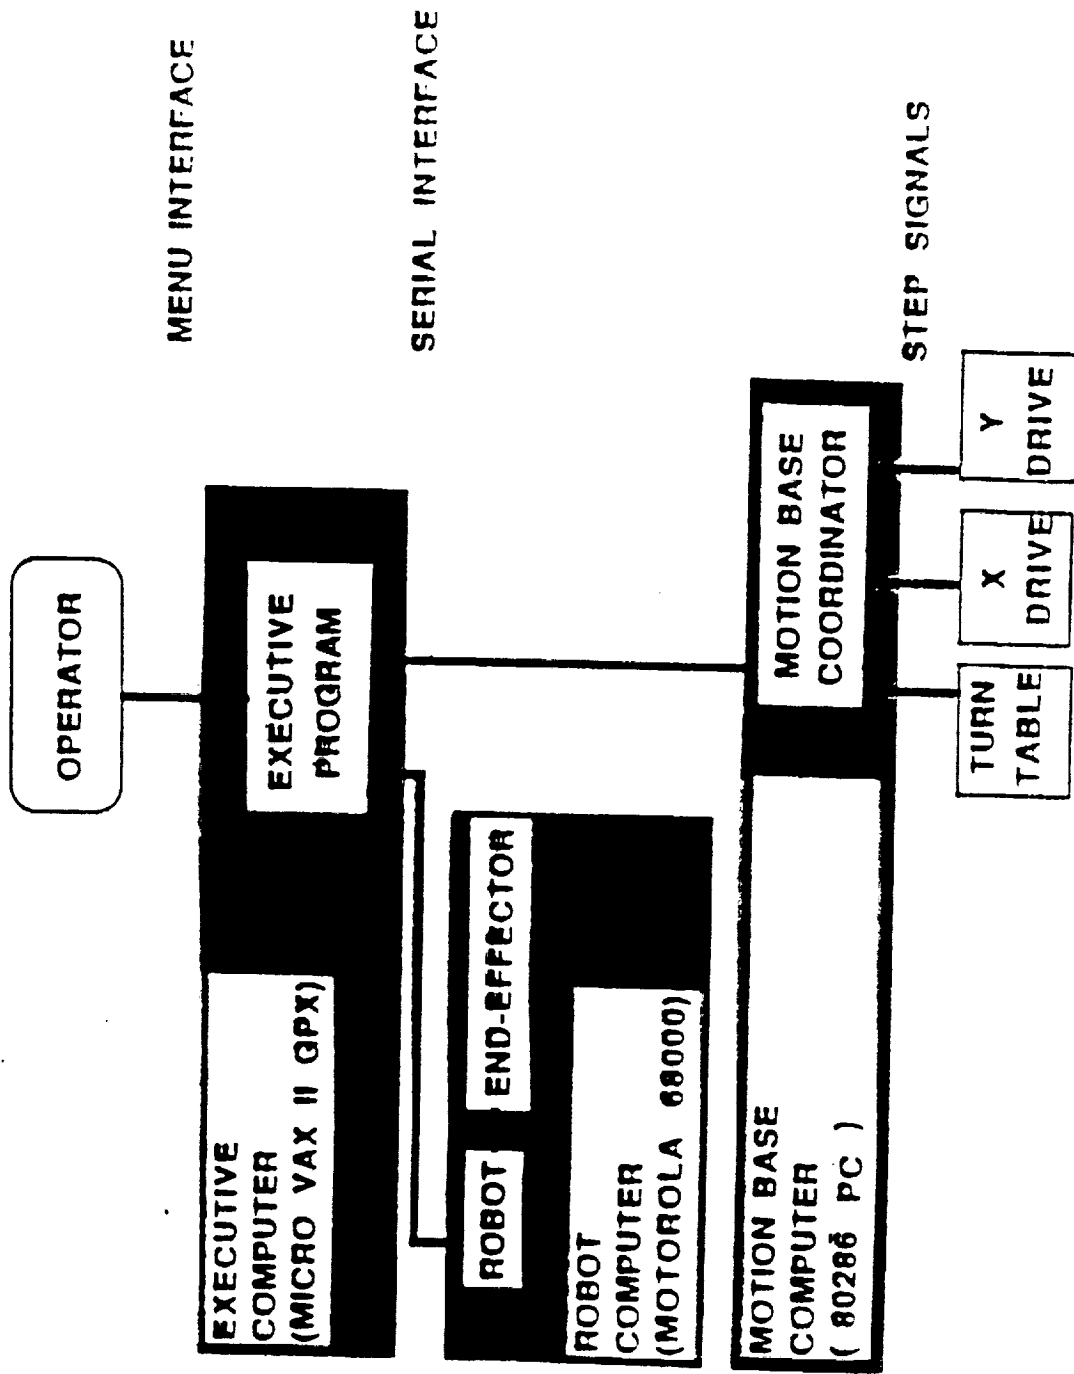 OPERATOR
MENU INTERFACE
EXECUTIVE
COMPUTER
(MICRO VAX II GPX)
EXECUTIVE
PROGRAM
SERIAL INTERFACE
ROBOT
END-EFFECTOR
ROBOT
COMPUTER
(MOTOROLA 68000)
MOTION BASE
COMPUTER
( 80286 PC )
MOTION BASE
COORDINATOR
STEP SIGNALS
TURN
TABLE
X
DRIVE
Y
DRIVE